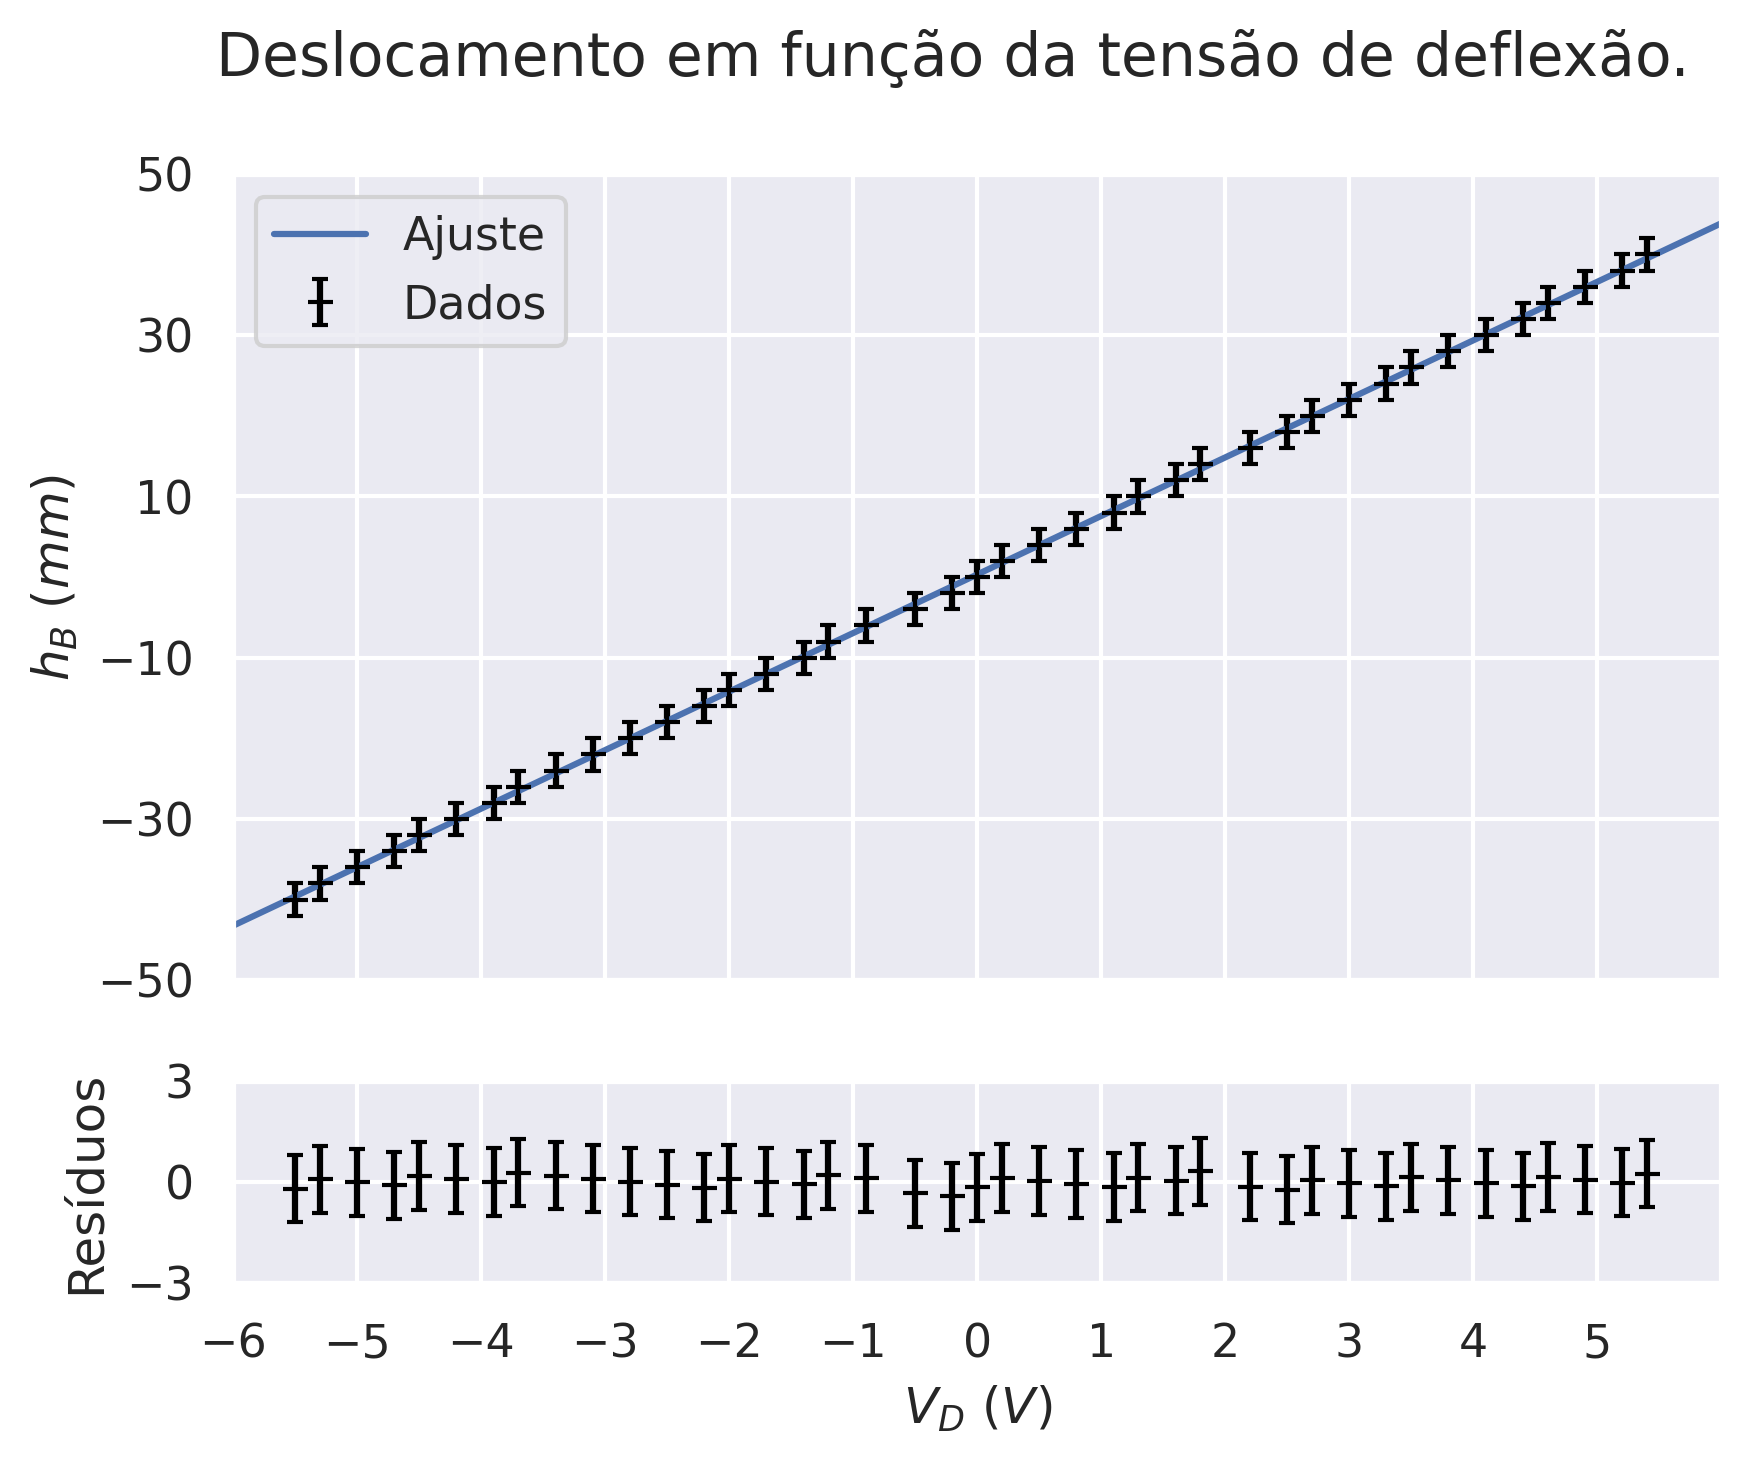 Deslocamento em função da tensão de deflexão.
50
30
10
−10
−30
−50
h_B (mm)
Ajuste
Dados
3
0
−3
Resíduos
−6 −5 −4 −3 −2 −1 0 1 2 3 4 5
V_D (V)